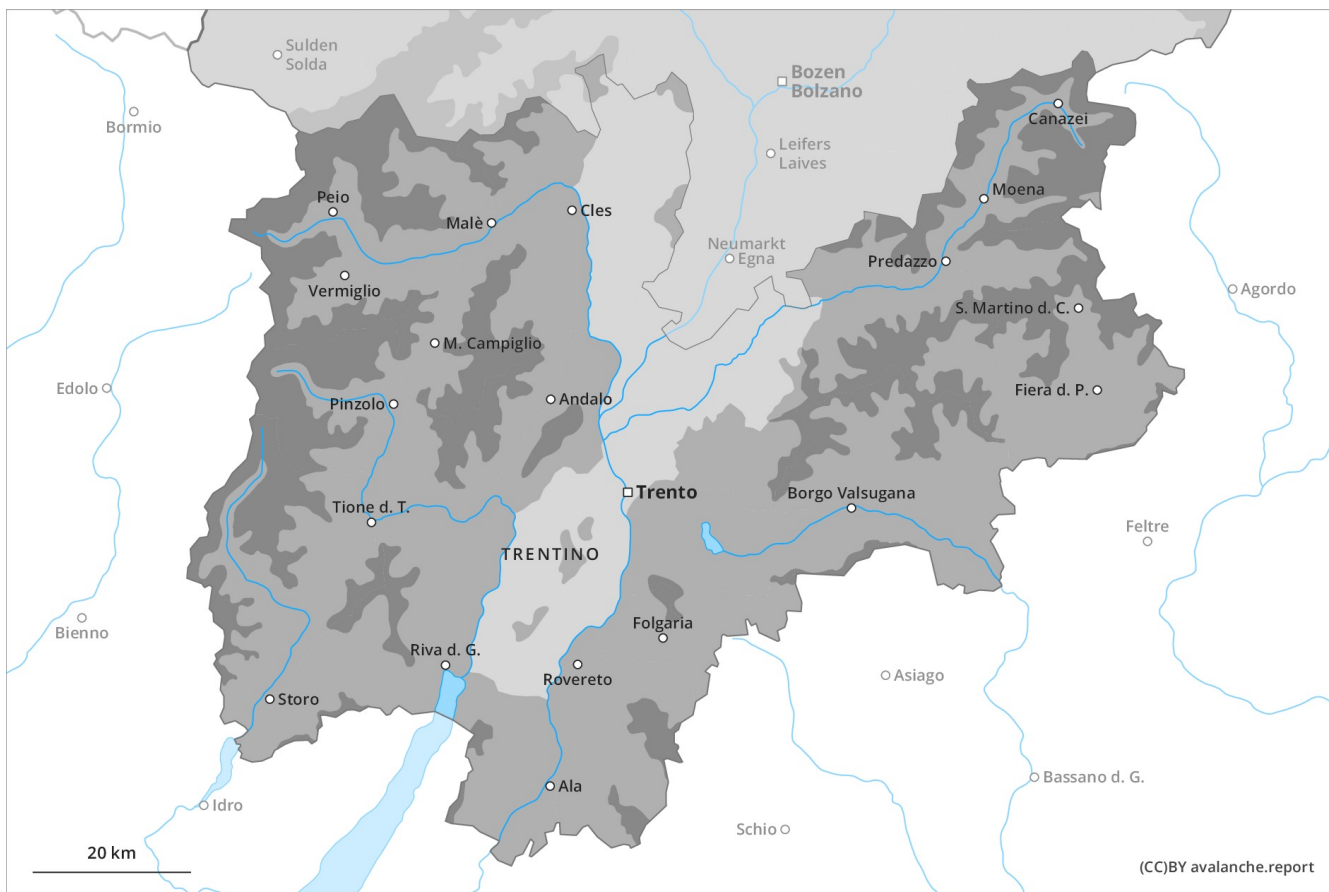 Sulden
Solda
Bozen
Bolzano
Bormio
Canazei
Leifers
Laives
Moena
Peio
Cles
Malè
Neumarkt
Egna
Predazzo
Vermiglio
Agordo
S. Martino d. C.
M. Campiglio
Edolo
Fiera d. P.
Pinzolo
Andalo
Trento
Borgo Valsugana
Tione d. T.
Feltre
TRENTINO
Bienno
Folgaria
Riva d. G.
Rovereto
Asiago
Storo
Bassano d. G.
Ala
Idro
Schio
20 km
(CC)BY avalanche.report